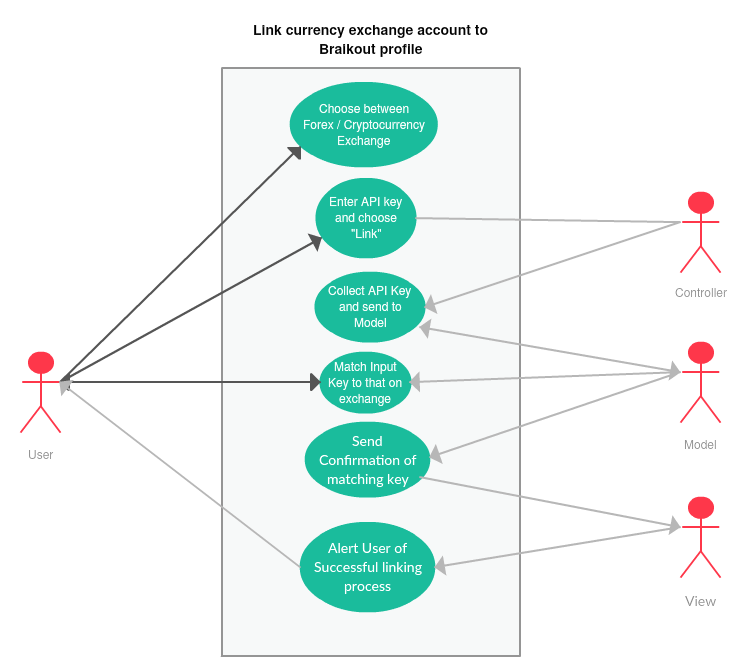 Link currency exchange account to
Braikout profile
Choose between
Forex / Cryptocurrency
Exchange
Enter API key
and choose
"Link"
Collect API Key
and send to
Model
Match Input
Key to that on
exchange
Send
Confirmation of
matching key
Alert User of
Successful linking
process
User
Controller
Model
View